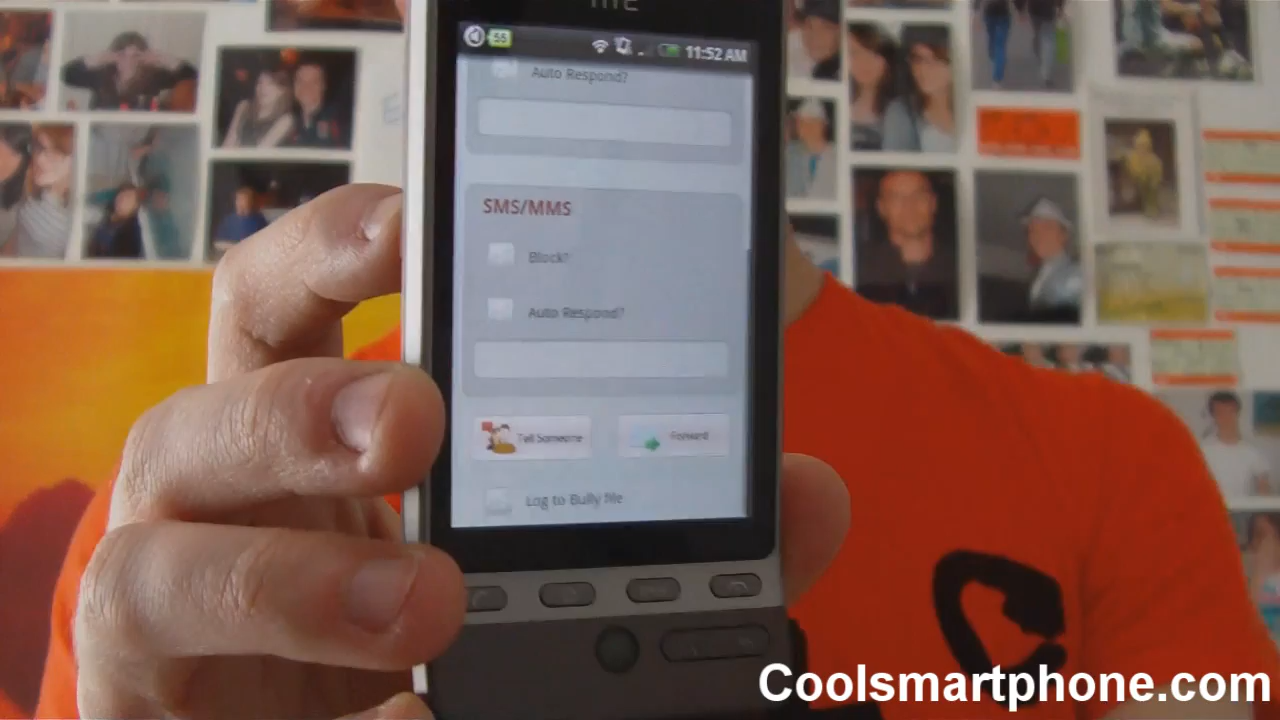 HTC
55
11:52 AM
Auto Respond?
SMS/MMS
Block?
Auto Respond?
Tell Someone
Forward
Log to Bully file
Coolsmartphone.com